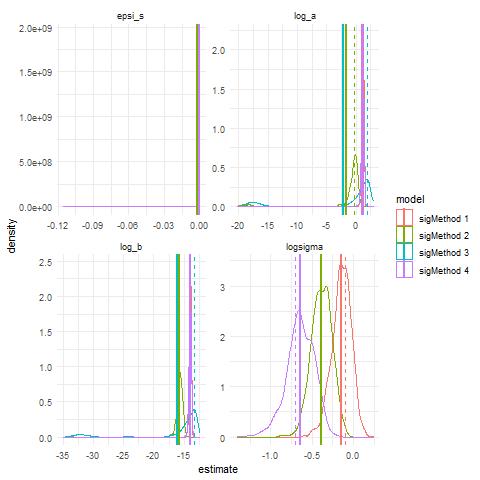 epsi_s
log_a
2.0e+09
1.5e+09
1.0e+09
5.0e+08
0.0e+00
-0.12
-0.09
-0.06
-0.03
0.00
2.0
1.5
1.0
0.5
0.0
-20
-15
-10
-5
0
density
log_b
logsigma
2.5
2.0
1.5
1.0
0.5
0.0
-35
-30
-25
-20
-15
3
2
1
0
-1.0
-0.5
0.0
estimate
model
sigMethod 1
sigMethod 2
sigMethod 3
sigMethod 4